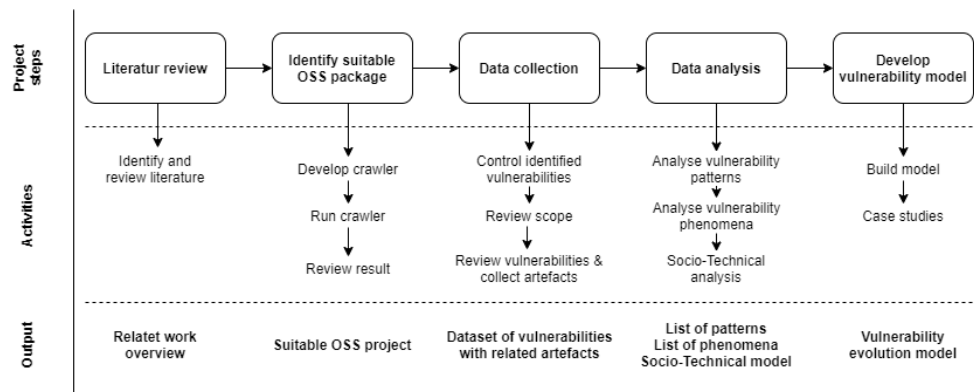 Project
steps
Literatur review
Identify suitable
OSS package
Data collection
Data analysis
Develop
vulnerability model
Activities
Identify and
review literature
Develop crawler
Run crawler
Review result
Control identified
vulnerabilities
Review scope
Review vulnerabilities &
collect artefacts
Analyse vulnerability
patterns
Analyse vulnerability
phenomena
Socio-Technical
analysis
Build model
Case studies
Output
Relatet work
overview
Suitable OSS project
Dataset of vulnerabilities
with related artefacts
List of patterns
List of phenomena
Socio-Technical model
Vulnerability
evolution model